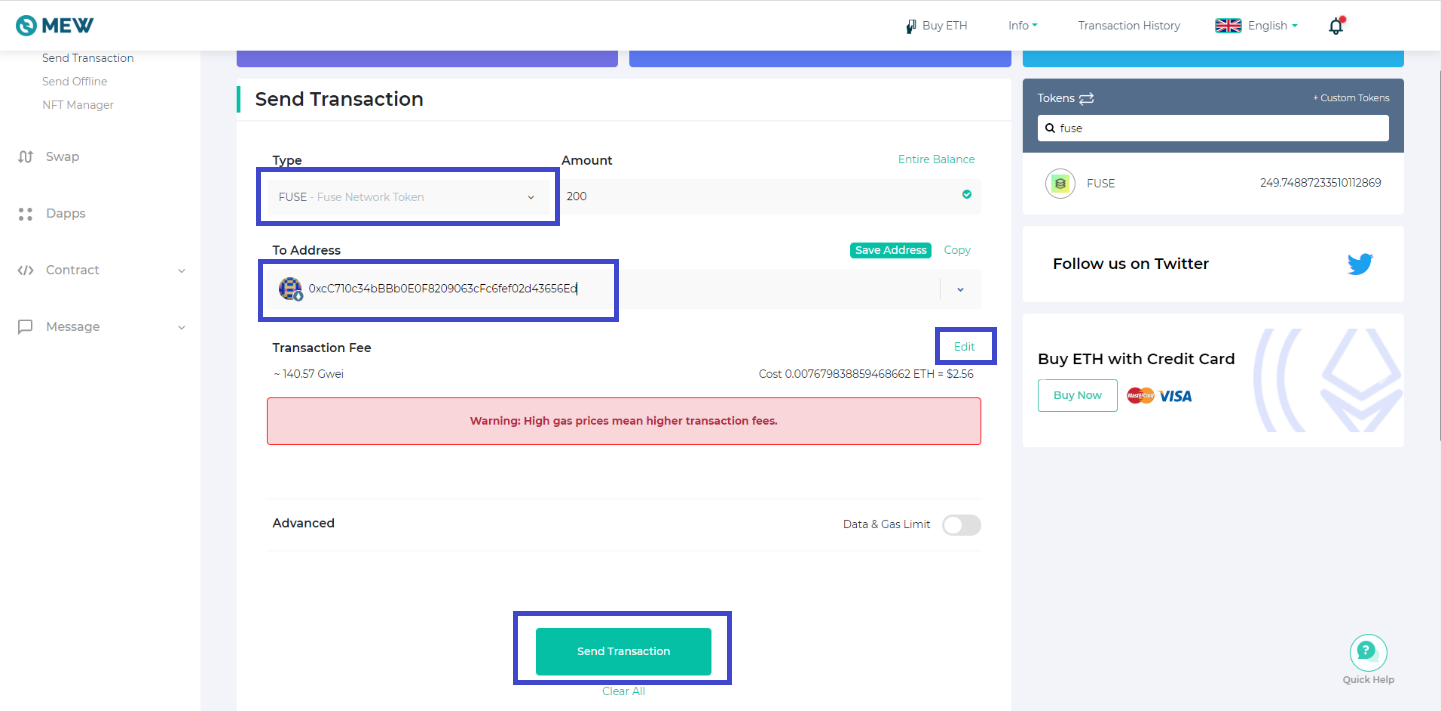 MEW
Buy ETH
Info
Transaction History
English
Send Transaction
Send Offline
NFT Manager
Swap
Dapps
Contract
Message
Send Transaction
Type
Amount
Entire Balance
FUSE - Fuse Network Token
200
To Address
Save Address
Copy
0xcC710c34bBBb0E0F8209063cFc6fef02d43656Ed
Transaction Fee
Edit
~ 140.57 Gwei
Cost 0.007679838859468662 ETH = $2.56
Warning: High gas prices mean higher transaction fees.
Advanced
Data & Gas Limit
Send Transaction
Clear All
Tokens
+ Custom Tokens
fuse
FUSE
249.74887233510112869
Follow us on Twitter
Buy ETH with Credit Card
Buy Now
MasterCard
VISA
Quick Help